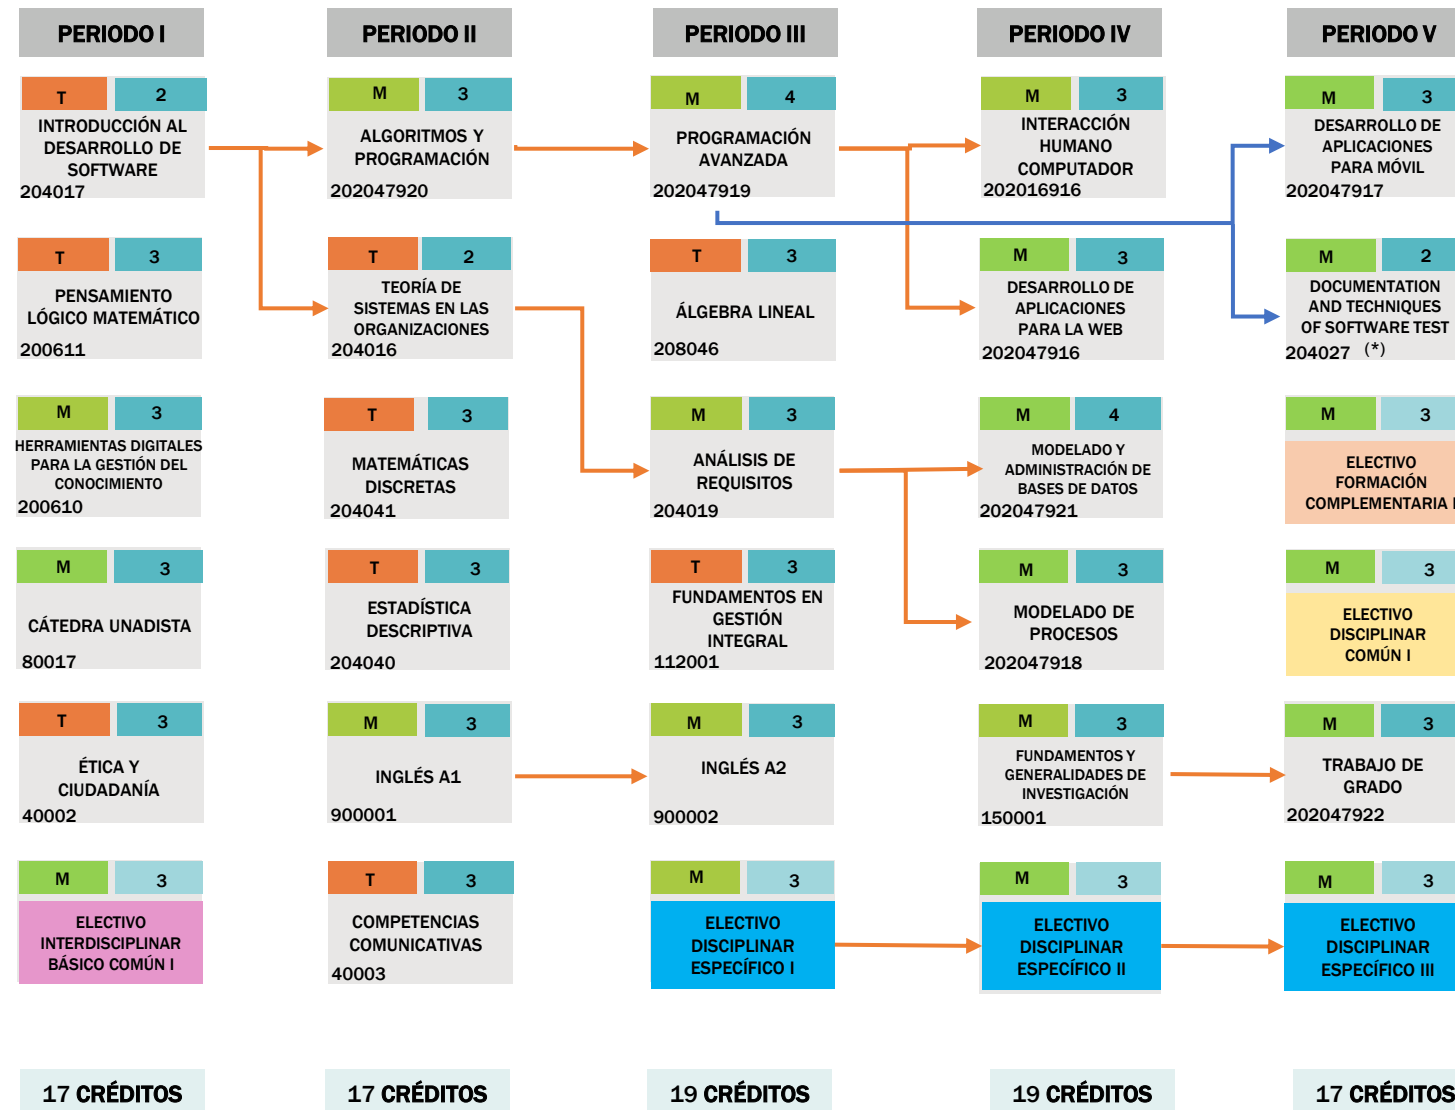 PERIODO I
PERIODO II
PERIODO III
PERIODO IV
PERIODO V
T 2
INTRODUCCIÓN AL
DESARROLLO DE
SOFTWARE
204017
M 3
ALGORITMOS Y
PROGRAMACIÓN
202047920
M 4
PROGRAMACIÓN
AVANZADA
202047919
M 3
INTERACCIÓN
HUMANO
COMPUTADOR
202016916
M 3
DESARROLLO DE
APLICACIONES
PARA MÓVIL
202047917
T 3
PENSAMIENTO
LÓGICO MATEMÁTICO
200611
T 2
TEORÍA DE
SISTEMAS EN LAS
ORGANIZACIONES
204016
T 3
ÁLGEBRA LINEAL
208046
M 3
DESARROLLO DE
APLICACIONES
PARA LA WEB
202047916
M 2
DOCUMENTATION
AND TECHNIQUES
OF SOFTWARE TEST
204027 (*)
M 3
HERRAMIENTAS DIGITALES
PARA LA GESTIÓN DEL
CONOCIMIENTO
200610
T 3
MATEMÁTICAS
DISCRETAS
204041
M 3
ANÁLISIS DE
REQUISITOS
204019
M 4
MODELADO Y
ADMINISTRACIÓN DE
BASES DE DATOS
202047921
M 3
ELECTIVO
FORMACIÓN
COMPLEMENTARIA I
M 3
CÁTEDRA UNADISTA
80017
T 3
ESTADÍSTICA
DESCRIPTIVA
204040
T 3
FUNDAMENTOS EN
GESTIÓN
INTEGRAL
112001
M 3
MODELADO DE
PROCESOS
202047918
M 3
ELECTIVO
DISCIPLINAR
COMÚN I
T 3
ÉTICA Y
CIUDADANÍA
40002
M 3
INGLÉS A1
900001
M 3
INGLÉS A2
900002
M 3
FUNDAMENTOS Y
GENERALIDADES DE
INVESTIGACIÓN
150001
M 3
TRABAJO DE
GRADO
202047922
M 3
ELECTIVO
INTERDISCIPLINAR
BÁSICO COMÚN I
T 3
COMPETENCIAS
COMUNICATIVAS
40003
M 3
ELECTIVO
DISCIPLINAR
ESPECÍFICO I
M 3
ELECTIVO
DISCIPLINAR
ESPECÍFICO II
M 3
ELECTIVO
DISCIPLINAR
ESPECÍFICO III
17 CRÉDITOS
17 CRÉDITOS
19 CRÉDITOS
19 CRÉDITOS
17 CRÉDITOS